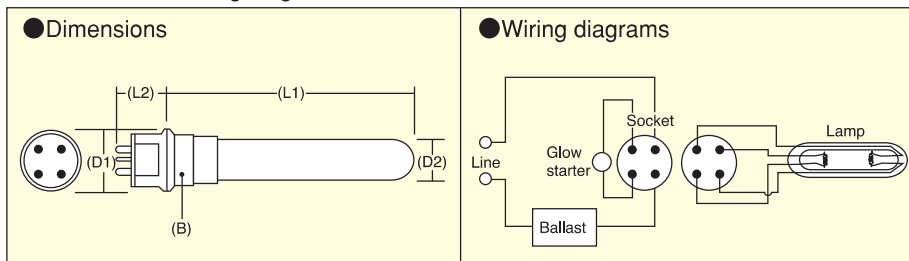 ●Dimensions
(L2)
(L1)
(D1)
(D2)
(B)
●Wiring diagrams
Socket
Lamp
Line
Glow
starter
Ballast